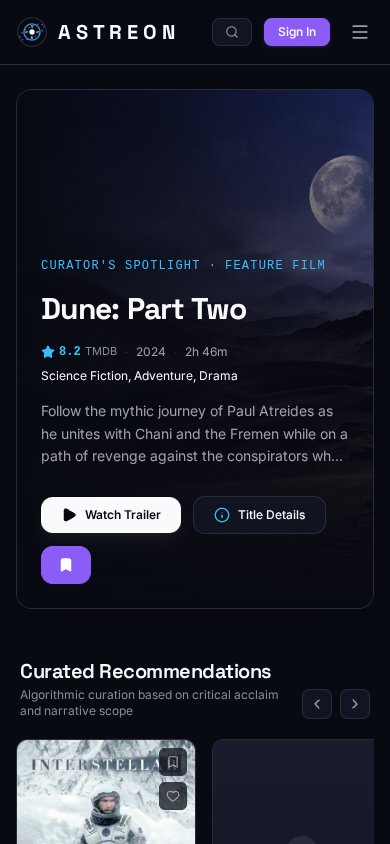 ASTREON
Sign In
CURATOR'S SPOTLIGHT · FEATURE FILM
Dune: Part Two
8.2 TMDB · 2024 · 2h 46m ·
Science Fiction, Adventure, Drama
Follow the mythic journey of Paul Atreides as
he unites with Chani and the Fremen while on a
path of revenge against the conspirators wh...
Watch Trailer
Title Details
Curated Recommendations
Algorithmic curation based on critical acclaim
and narrative scope